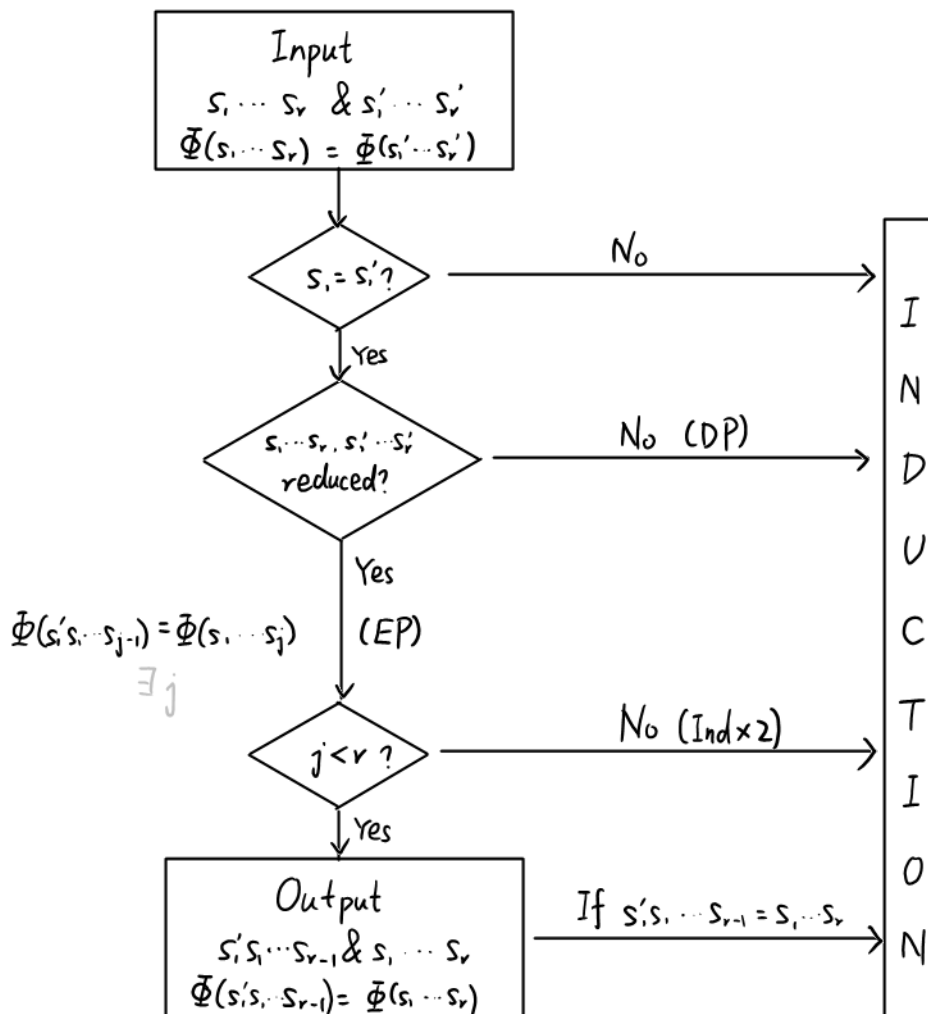 Input
s₁ ··· sᵣ & s₁' ··· sᵣ'
Φ(s₁ ··· sᵣ) = Φ(s₁' ··· sᵣ')
s₁ = s₁' ?
No
Yes
s₁ ··· sᵣ, s₁' ··· sᵣ'
reduced?
No (DP)
Yes
Φ(s₁'s₁ ··· sⱼ₋₁) = Φ(s₁ ··· sⱼ)
(EP)
∃ j
j < r ?
No (Ind×2)
Yes
Output
s₁'s₁ ··· sᵣ₋₁ & s₁ ··· sᵣ
Φ(s₁'s₁ ··· sᵣ₋₁) = Φ(s₁ ··· sᵣ)
If s₁'s₁ ··· sᵣ₋₁ = s₁ ··· sᵣ
I
N
D
U
C
T
I
O
N